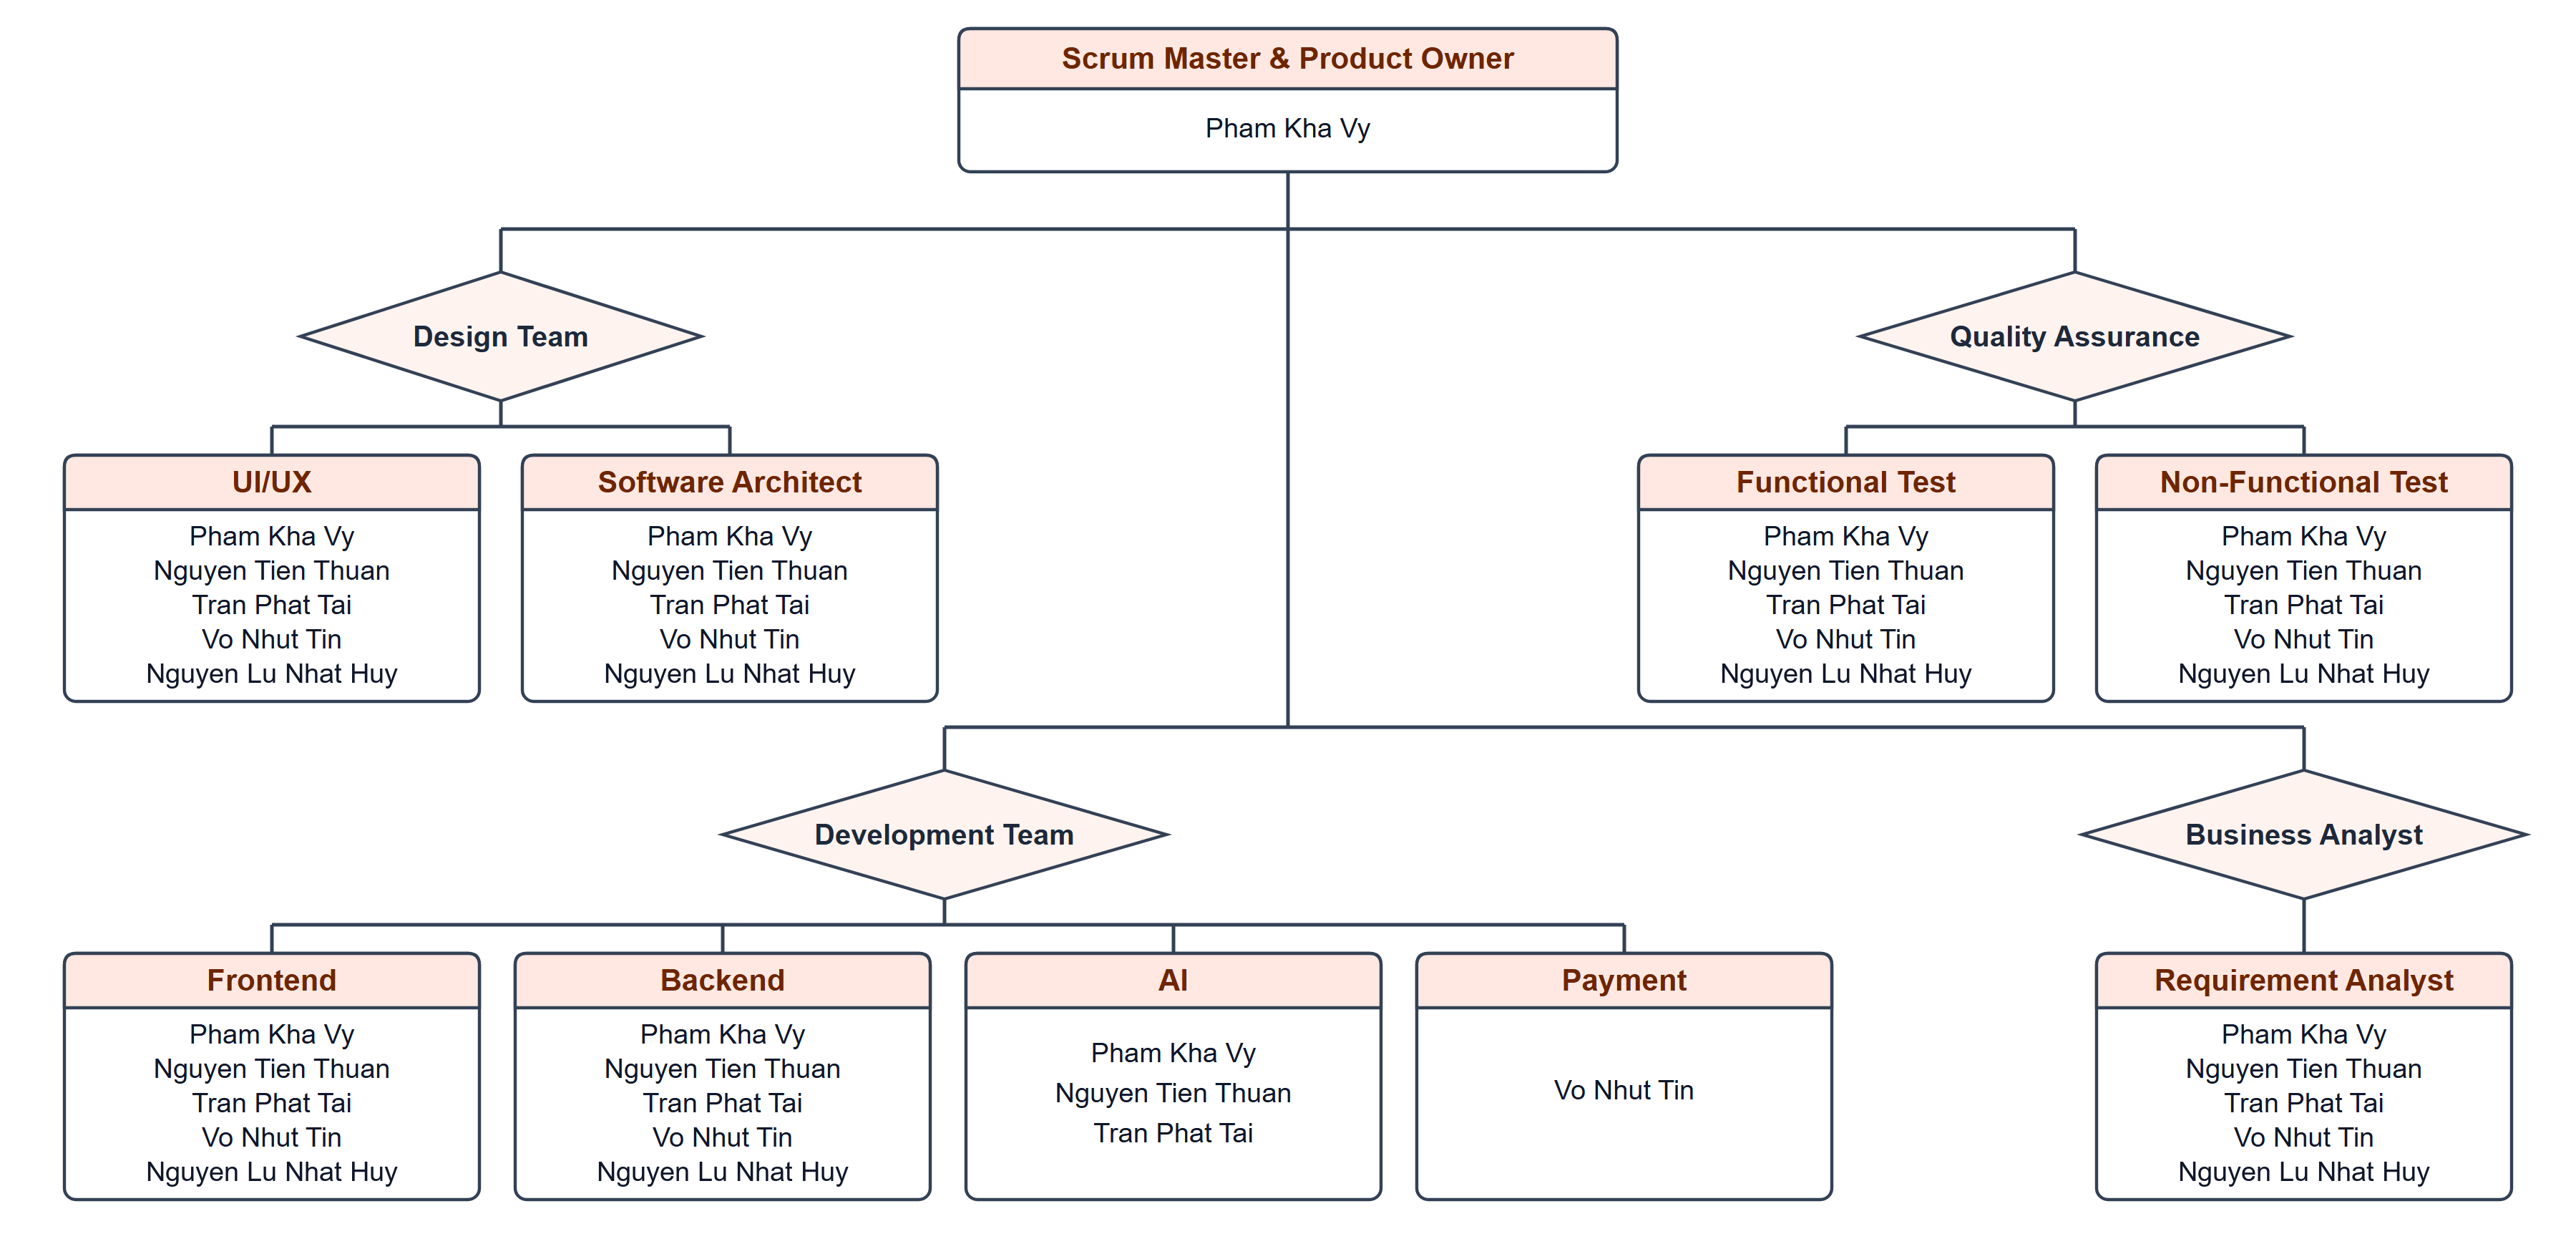 Scrum Master & Product Owner
Pham Kha Vy
Design Team
Quality Assurance
UI/UX
Pham Kha Vy
Nguyen Tien Thuan
Tran Phat Tai
Vo Nhut Tin
Nguyen Lu Nhat Huy
Software Architect
Pham Kha Vy
Nguyen Tien Thuan
Tran Phat Tai
Vo Nhut Tin
Nguyen Lu Nhat Huy
Functional Test
Pham Kha Vy
Nguyen Tien Thuan
Tran Phat Tai
Vo Nhut Tin
Nguyen Lu Nhat Huy
Non-Functional Test
Pham Kha Vy
Nguyen Tien Thuan
Tran Phat Tai
Vo Nhut Tin
Nguyen Lu Nhat Huy
Development Team
Business Analyst
Frontend
Pham Kha Vy
Nguyen Tien Thuan
Tran Phat Tai
Vo Nhut Tin
Nguyen Lu Nhat Huy
Backend
Pham Kha Vy
Nguyen Tien Thuan
Tran Phat Tai
Vo Nhut Tin
Nguyen Lu Nhat Huy
AI
Pham Kha Vy
Nguyen Tien Thuan
Tran Phat Tai
Payment
Vo Nhut Tin
Requirement Analyst
Pham Kha Vy
Nguyen Tien Thuan
Tran Phat Tai
Vo Nhut Tin
Nguyen Lu Nhat Huy